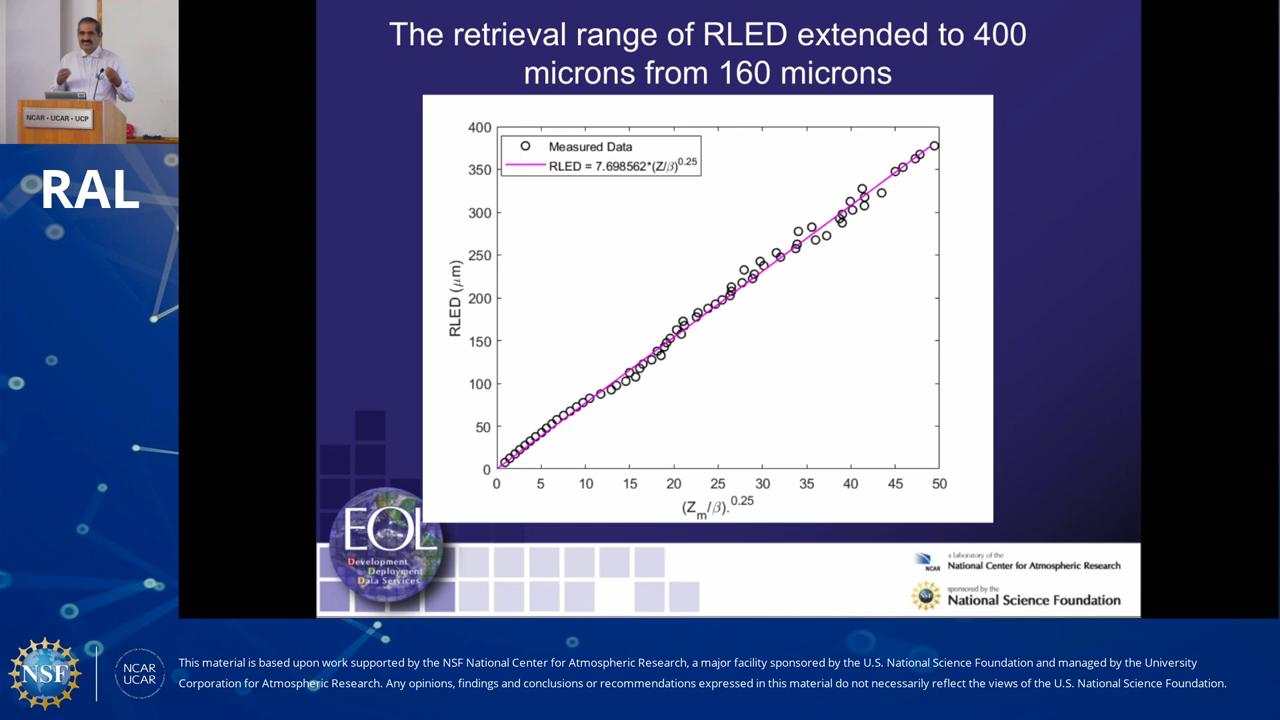 The retrieval range of RLED extended to 400
microns from 160 microns
NCAR • UCAR • UCP
RAL
Measured Data
RLED = 7.698562*(Z/β)^0.25
400
350
300
250
200
150
100
50
0
RLED (μm)
0 5 10 15 20 25 30 35 40 45 50
(Z_m/β).^0.25
EOL
Development
Deployment
Data Services
NCAR
a laboratory of the
National Center for Atmospheric Research
NSF
sponsored by the
National Science Foundation
NSF
NCAR
UCAR
This material is based upon work supported by the NSF National Center for Atmospheric Research, a major facility sponsored by the U.S. National Science Foundation and managed by the University
Corporation for Atmospheric Research. Any opinions, findings and conclusions or recommendations expressed in this material do not necessarily reflect the views of the U.S. National Science Foundation.